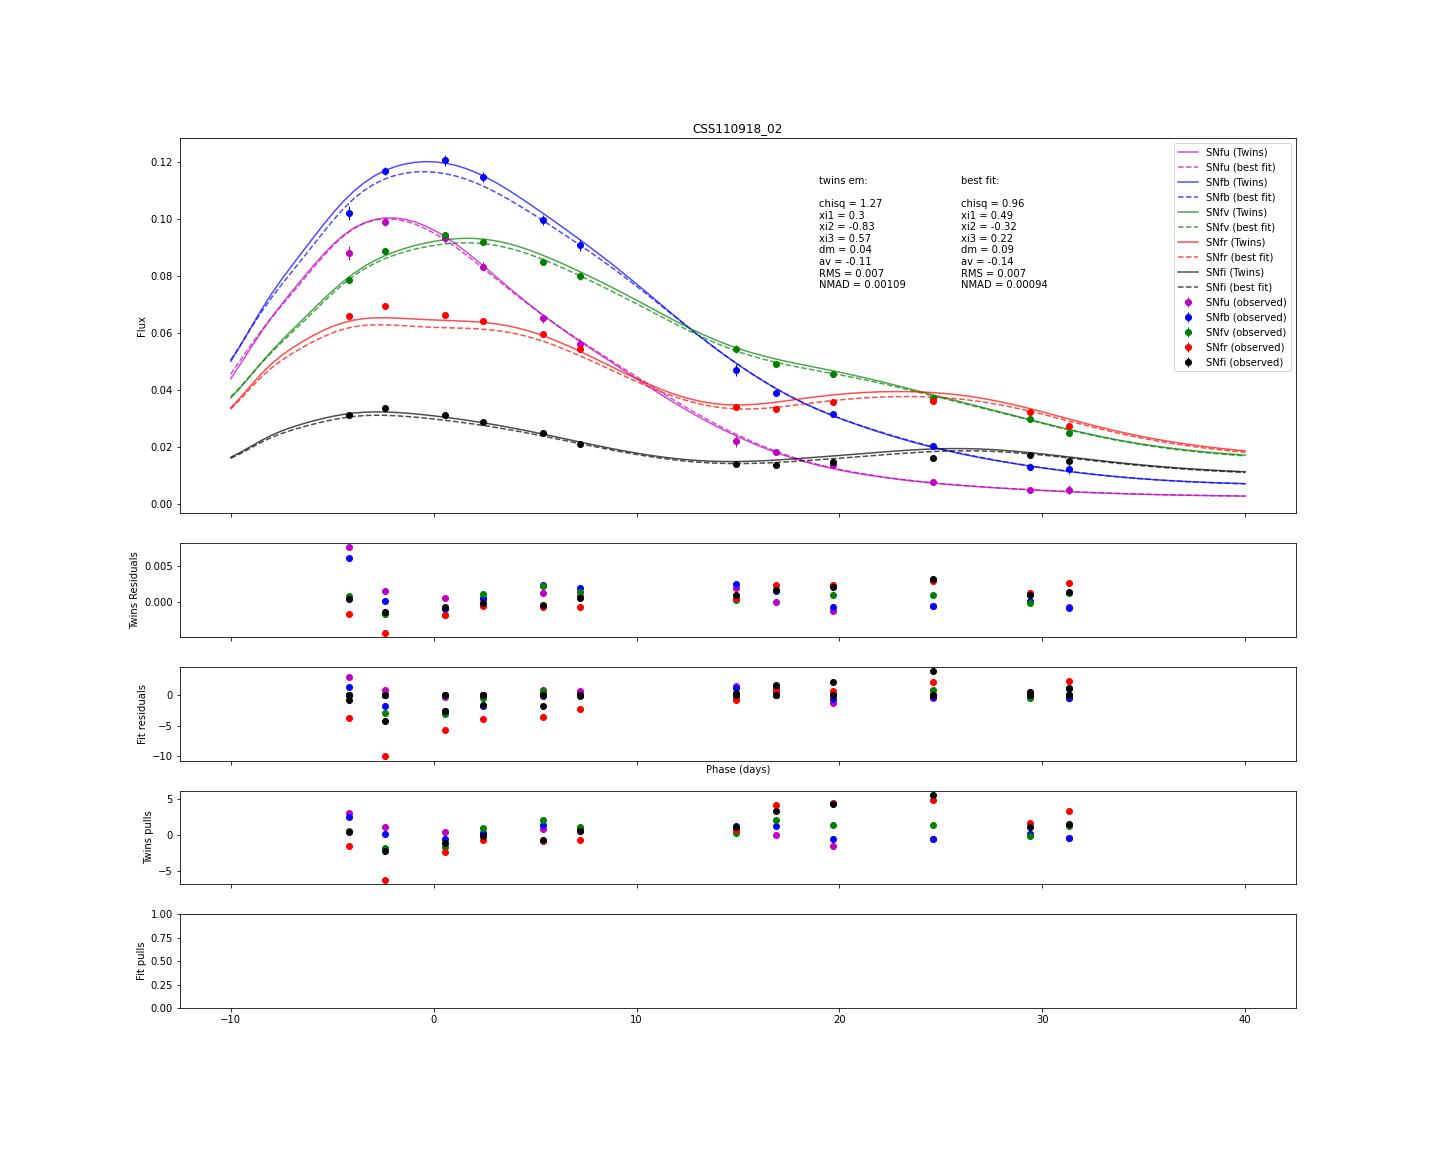 CSS110918_02
Flux
0.12
0.10
0.08
0.06
0.04
0.02
0.00
twins em:
chisq = 1.27
xi1 = 0.3
xi2 = -0.83
xi3 = 0.57
dm = 0.04
av = -0.11
RMS = 0.007
NMAD = 0.00109
best fit:
chisq = 0.96
xi1 = 0.49
xi2 = -0.32
xi3 = 0.22
dm = 0.09
av = -0.14
RMS = 0.007
NMAD = 0.00094
SNfu (Twins)
SNfu (best fit)
SNfb (Twins)
SNfb (best fit)
SNfv (Twins)
SNfv (best fit)
SNfr (Twins)
SNfr (best fit)
SNfi (Twins)
SNfi (best fit)
SNfu (observed)
SNfb (observed)
SNfv (observed)
SNfr (observed)
SNfi (observed)
Twins Residuals
0.005
0.000
Fit residuals
0
−5
−10
Phase (days)
Twins pulls
5
0
−5
Fit pulls
1.00
0.75
0.50
0.25
0.00
−10
0
10
20
30
40